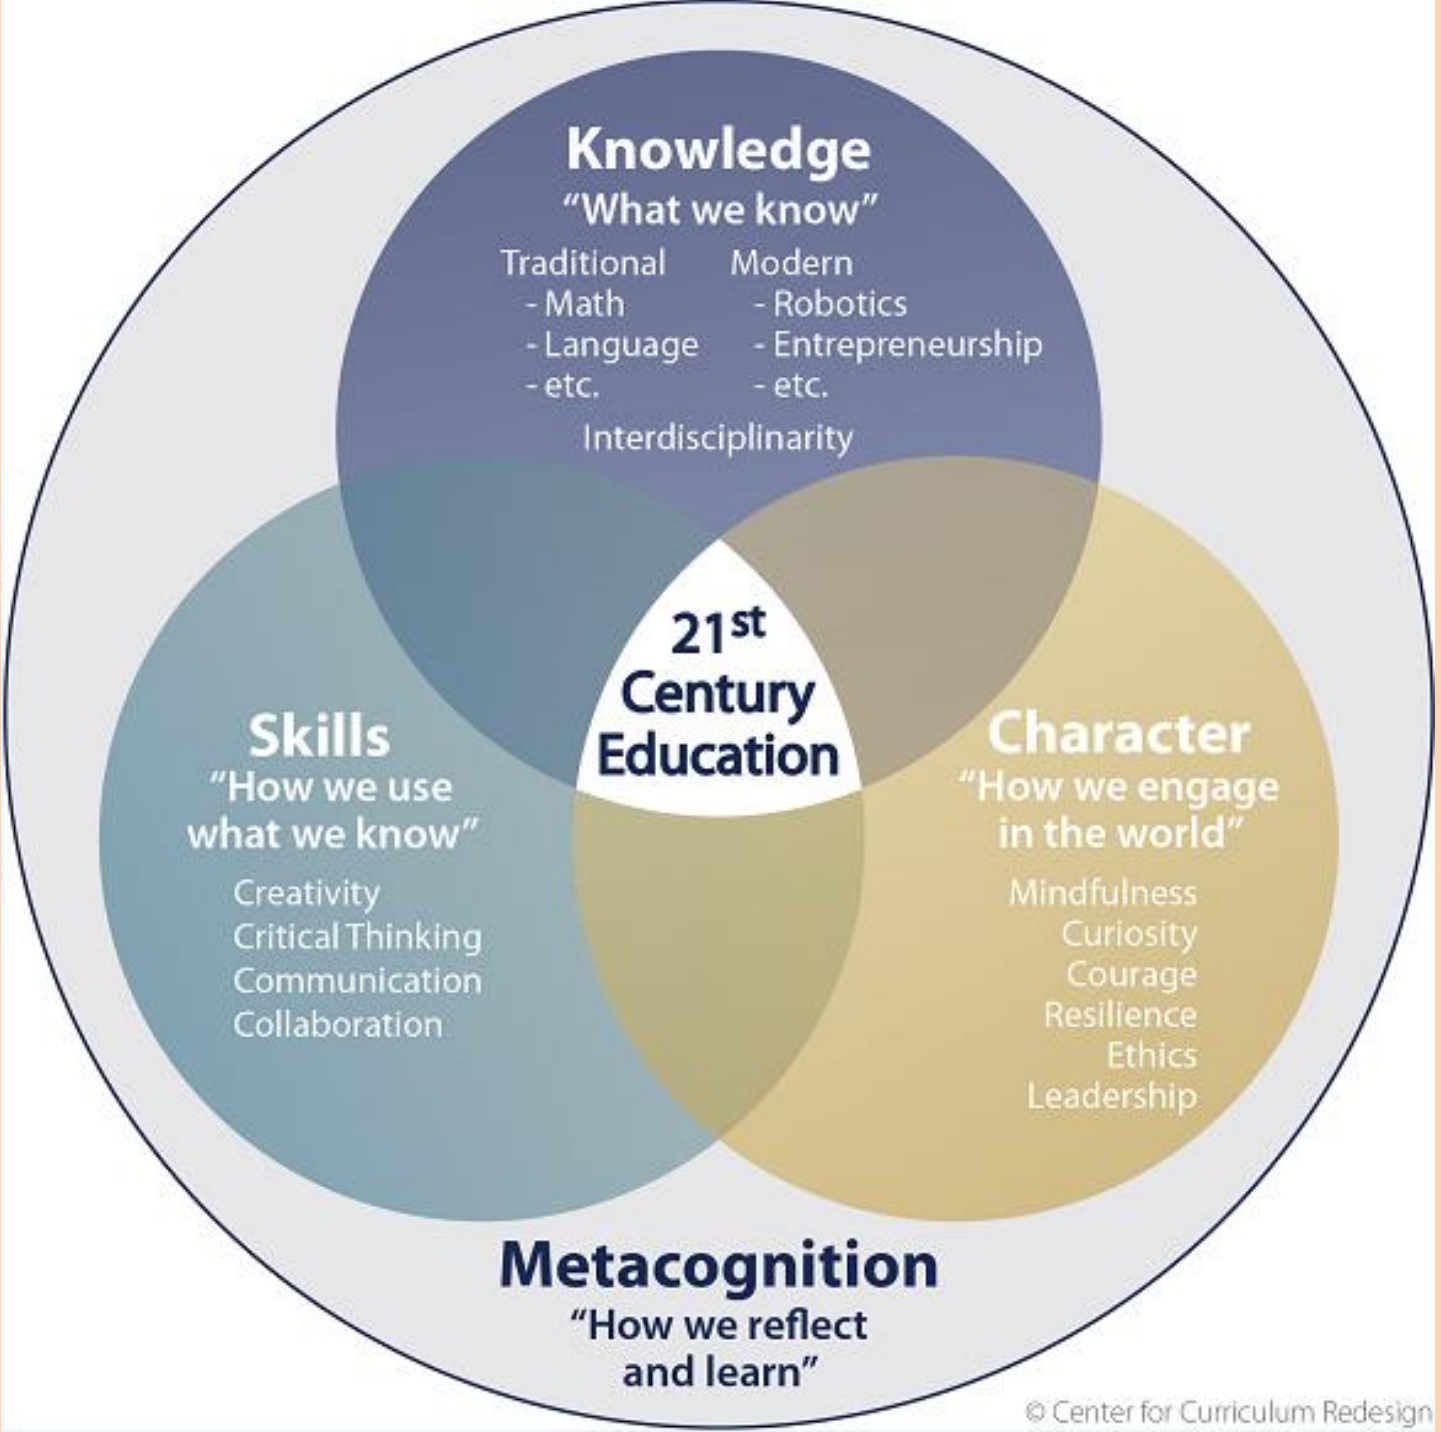 Knowledge
“What we know”
Traditional
- Math
- Language
- etc.
Modern
- Robotics
- Entrepreneurship
- etc.
Interdisciplinarity
21st
Century
Education
Skills
“How we use
what we know”
Creativity
Critical Thinking
Communication
Collaboration
Character
“How we engage
in the world”
Mindfulness
Curiosity
Courage
Resilience
Ethics
Leadership
Metacognition
“How we reflect
and learn”
© Center for Curriculum Redesign